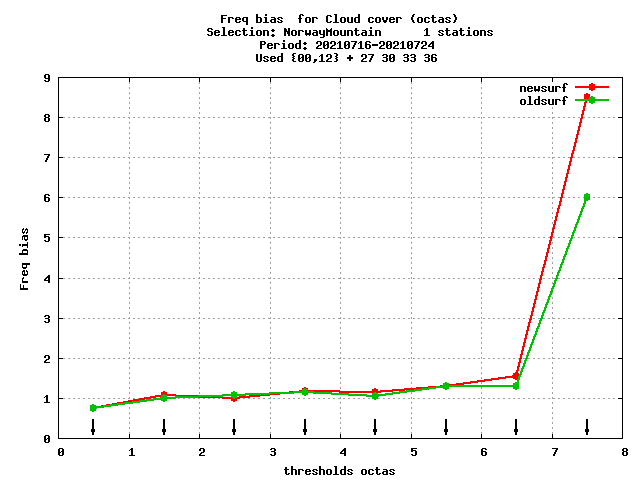 Freq bias  for Cloud cover (octas)
Selection: NorwayMountain      1 stations
Period: 20210716-20210724
Used {00,12} + 27 30 33 36
newsurf
oldsurf
9
8
7
6
5
4
3
2
1
0
Freq bias
0 1 2 3 4 5 6 7 8
thresholds octas